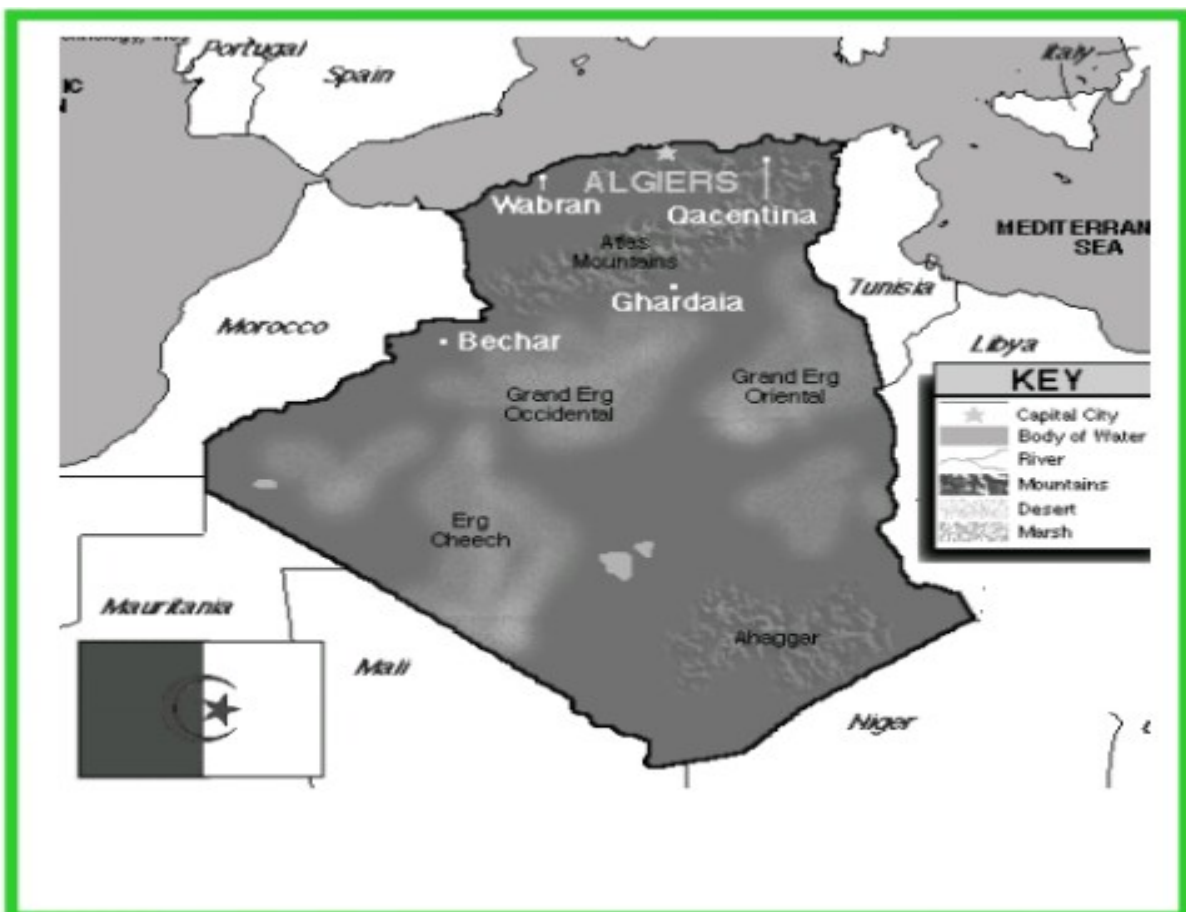 Portugal
Spain
Italy
ALGIERS
Wabran
Qacentina
MEDITERRAN
SEA
Atlas
Mountains
Ghardaia
Tunisia
Morocco
Bechar
Libya
Grand Erg
Occidental
Grand Erg
Oriental
KEY
Capital City
Body of Water
River
Mountains
Desert
Marsh
Erg
Cheech
Mauritania
Ahaggar
Mali
Niger